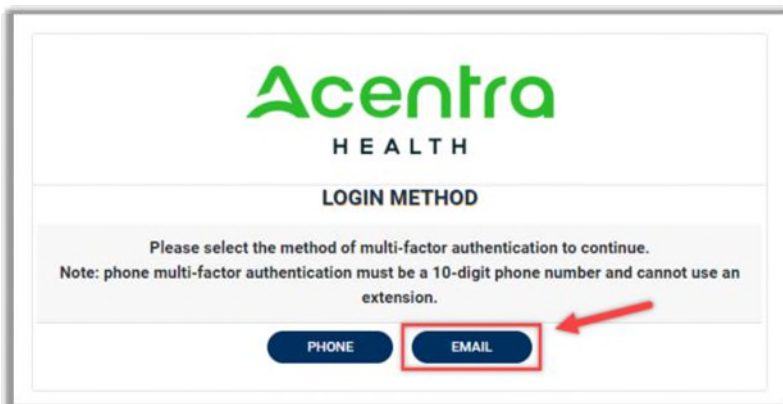 Acentra
HEALTH
LOGIN METHOD
Please select the method of multi-factor authentication to continue.
Note: phone multi-factor authentication must be a 10-digit phone number and cannot use an
extension.
PHONE EMAIL